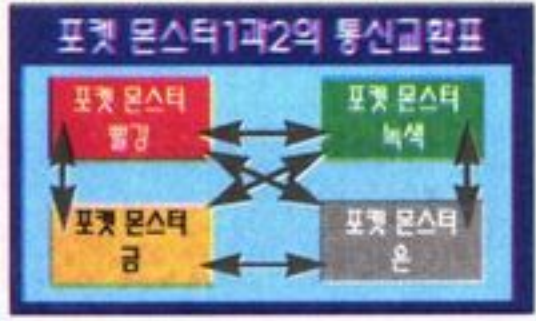 포켓 몬스터1과2의 통신교환표
포켓 몬스터
빨강
포켓 몬스터
녹색
포켓 몬스터
금
포켓 몬스터
은